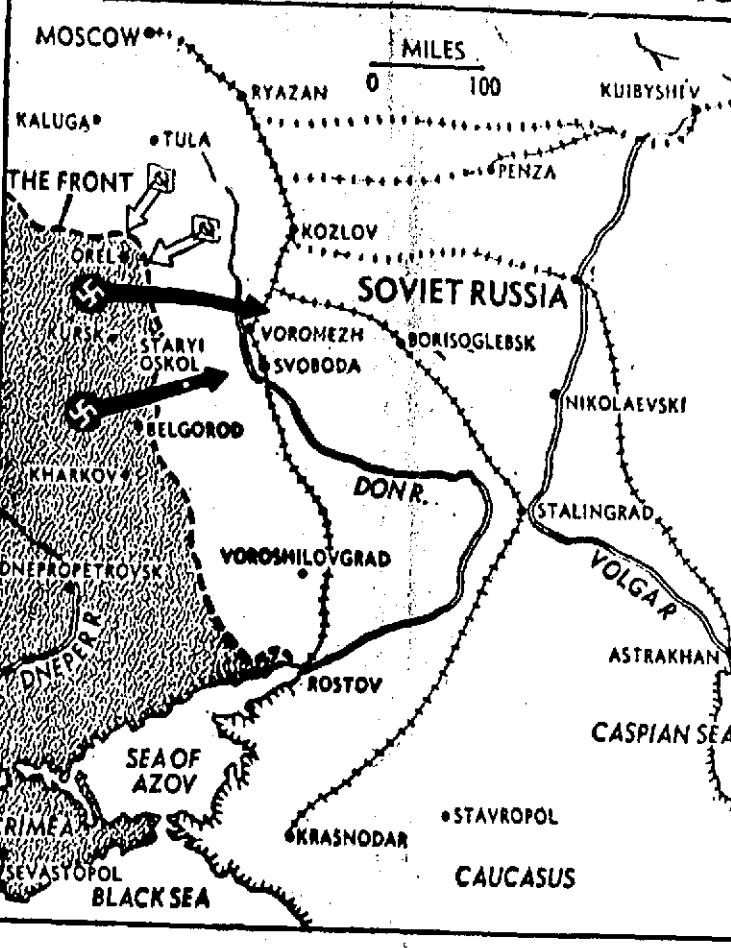 MOSCOW
MILES
0 100
RYAZAN
KUIBYSHEV
KALUGA
TULA
PENZA
THE FRONT
KOZLOV
OREL
SOVIET RUSSIA
KURSK
STARYI
OSKOL
VORONEZH
BORISOGLEBSK
SVOBODA
NIKOLAEVSKI
BELGOROD
KHARKOV
DON R.
STALINGRAD
VOROSHILOVGRAD
DNEPROPETROVSK
VOLGA R
DNEPER R.
ASTRAKHAN
ROSTOV
CASPIAN SEA
SEA OF
AZOV
RIMEA
STAVROPOL
KRASNODAR
SEVASTOPOL
CAUCASUS
BLACK SEA